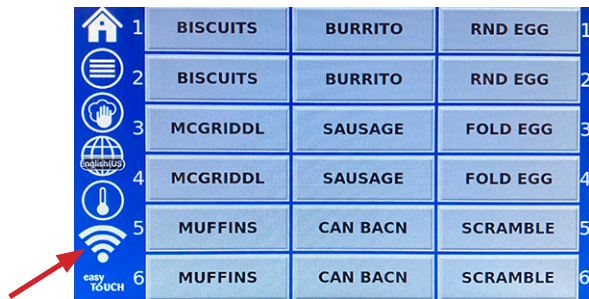 1 BISCUITS BURRITO RND EGG 1
2 BISCUITS BURRITO RND EGG 2
3 MCGRIDDL SAUSAGE FOLD EGG 3
English(US)
4 MCGRIDDL SAUSAGE FOLD EGG 4
5 MUFFINS CAN BACN SCRAMBLE 5
easy
TOUCH
6 MUFFINS CAN BACN SCRAMBLE 6